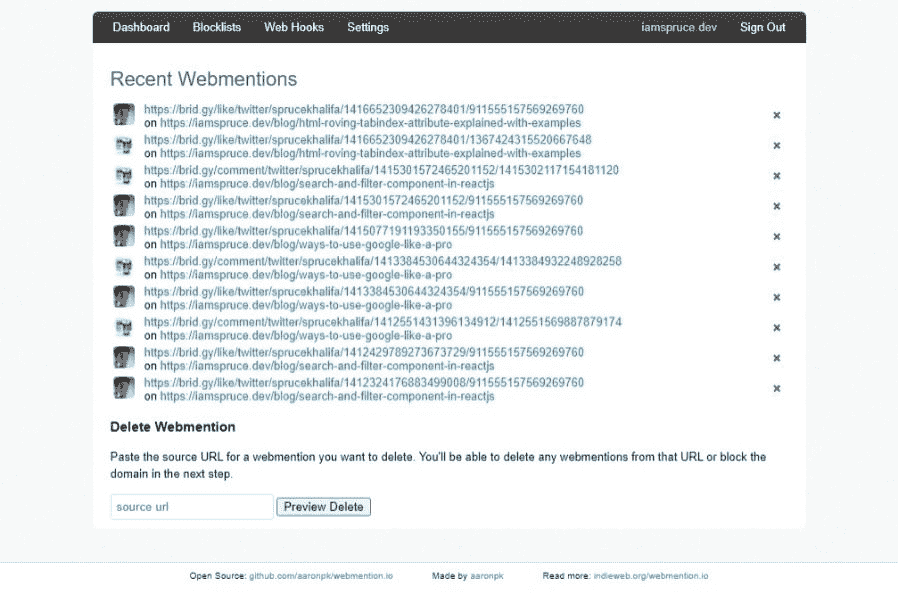 Dashboard Blocklists Web Hooks Settings iamspruce.dev Sign Out
Recent Webmentions
https://brid.gy/like/twitter/sprucekhalifa/1416652309426278401/911555157569269760
on https://iamspruce.dev/blog/html-roving-tabindex-attribute-explained-with-examples
https://brid.gy/like/twitter/sprucekhalifa/1416652309426278401/1367424315520667648
on https://iamspruce.dev/blog/html-roving-tabindex-attribute-explained-with-examples
https://brid.gy/comment/twitter/sprucekhalifa/1415301572465201152/1415302117154181120
on https://iamspruce.dev/blog/search-and-filter-component-in-reactjs
https://brid.gy/like/twitter/sprucekhalifa/1415301572465201152/911555157569269760
on https://iamspruce.dev/blog/search-and-filter-component-in-reactjs
https://brid.gy/like/twitter/sprucekhalifa/1415077191193350155/911555157569269760
on https://iamspruce.dev/blog/ways-to-use-google-like-a-pro
https://brid.gy/comment/twitter/sprucekhalifa/1413384530644324354/1413384932248928258
on https://iamspruce.dev/blog/ways-to-use-google-like-a-pro
https://brid.gy/like/twitter/sprucekhalifa/1413384530644324354/911555157569269760
on https://iamspruce.dev/blog/ways-to-use-google-like-a-pro
https://brid.gy/comment/twitter/sprucekhalifa/1412551431396134912/1412551569887879174
on https://iamspruce.dev/blog/ways-to-use-google-like-a-pro
https://brid.gy/like/twitter/sprucekhalifa/1412429789273673729/911555157569269760
on https://iamspruce.dev/blog/search-and-filter-component-in-reactjs
https://brid.gy/like/twitter/sprucekhalifa/1412324176883499008/911555157569269760
on https://iamspruce.dev/blog/search-and-filter-component-in-reactjs
Delete Webmention
Paste the source URL for a webmention you want to delete. You'll be able to delete any webmentions from that URL or block the
domain in the next step.
source url Preview Delete
Open Source: github.com/aaronpk/webmention.io Made by aaronpk Read more: indieweb.org/webmention.io